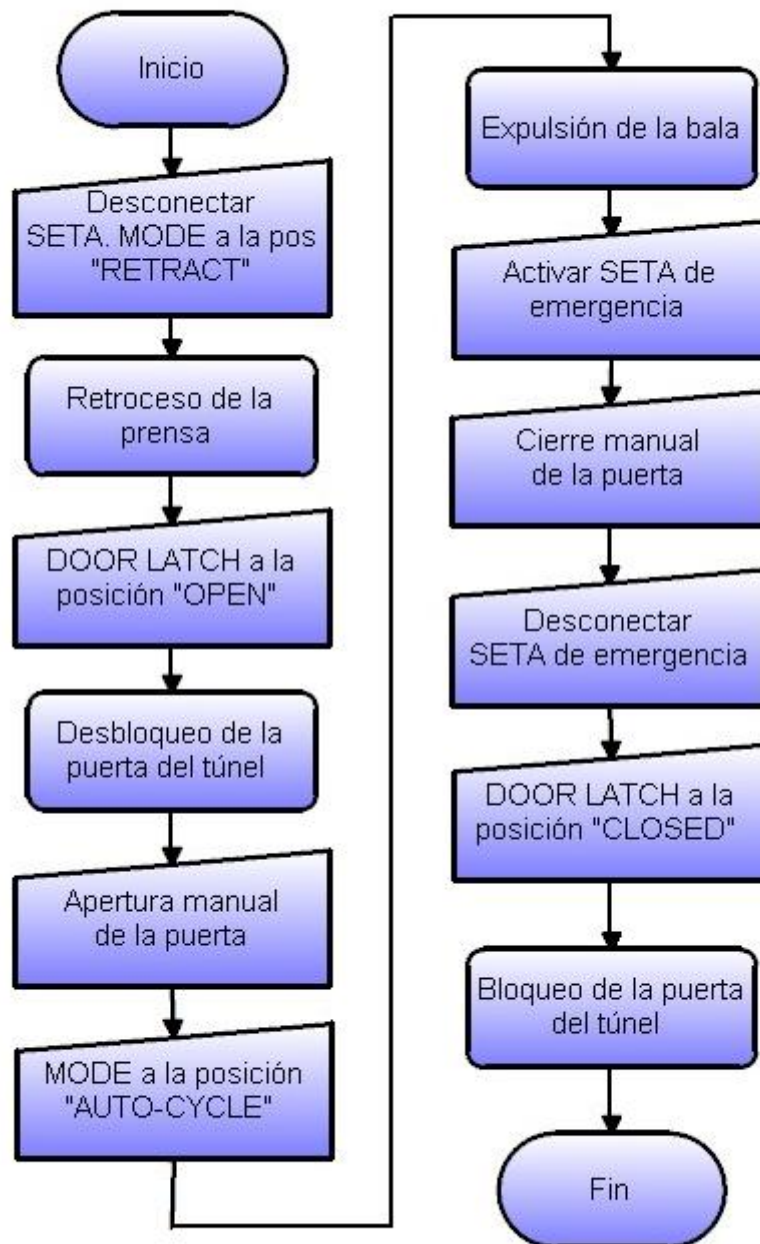 Inicio
Desconectar
SETA. MODE a la pos
"RETRACT"
Retroceso de la
prensa
DOOR LATCH a la
posición "OPEN"
Desbloqueo de la
puerta del túnel
Apertura manual
de la puerta
MODE a la posición
"AUTO-CYCLE"
Expulsión de la bala
Activar SETA de
emergencia
Cierre manual
de la puerta
Desconectar
SETA de emergencia
DOOR LATCH a la
posición "CLOSED"
Bloqueo de la puerta
del túnel
Fin